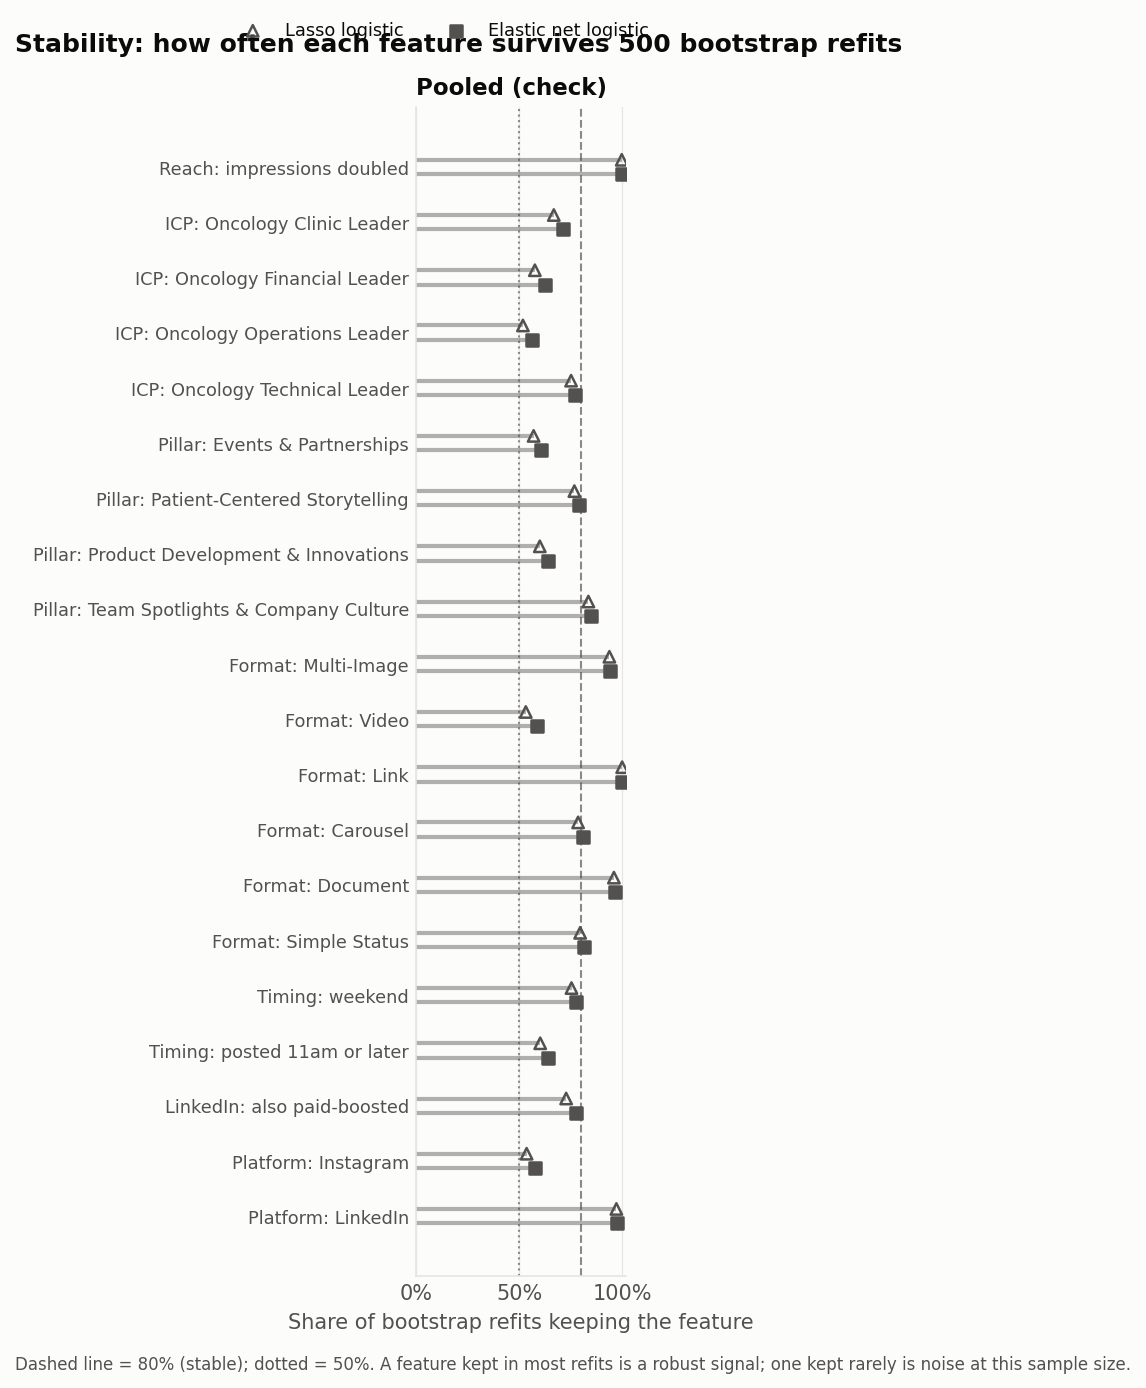 Lasso logistic
Elastic net logistic
Stability: how often each feature survives 500 bootstrap refits
Pooled (check)
Reach: impressions doubled
ICP: Oncology Clinic Leader
ICP: Oncology Financial Leader
ICP: Oncology Operations Leader
ICP: Oncology Technical Leader
Pillar: Events & Partnerships
Pillar: Patient-Centered Storytelling
Pillar: Product Development & Innovations
Pillar: Team Spotlights & Company Culture
Format: Multi-Image
Format: Video
Format: Link
Format: Carousel
Format: Document
Format: Simple Status
Timing: weekend
Timing: posted 11am or later
LinkedIn: also paid-boosted
Platform: Instagram
Platform: LinkedIn
0% 50% 100%
Share of bootstrap refits keeping the feature
Dashed line = 80% (stable); dotted = 50%. A feature kept in most refits is a robust signal; one kept rarely is noise at this sample size.